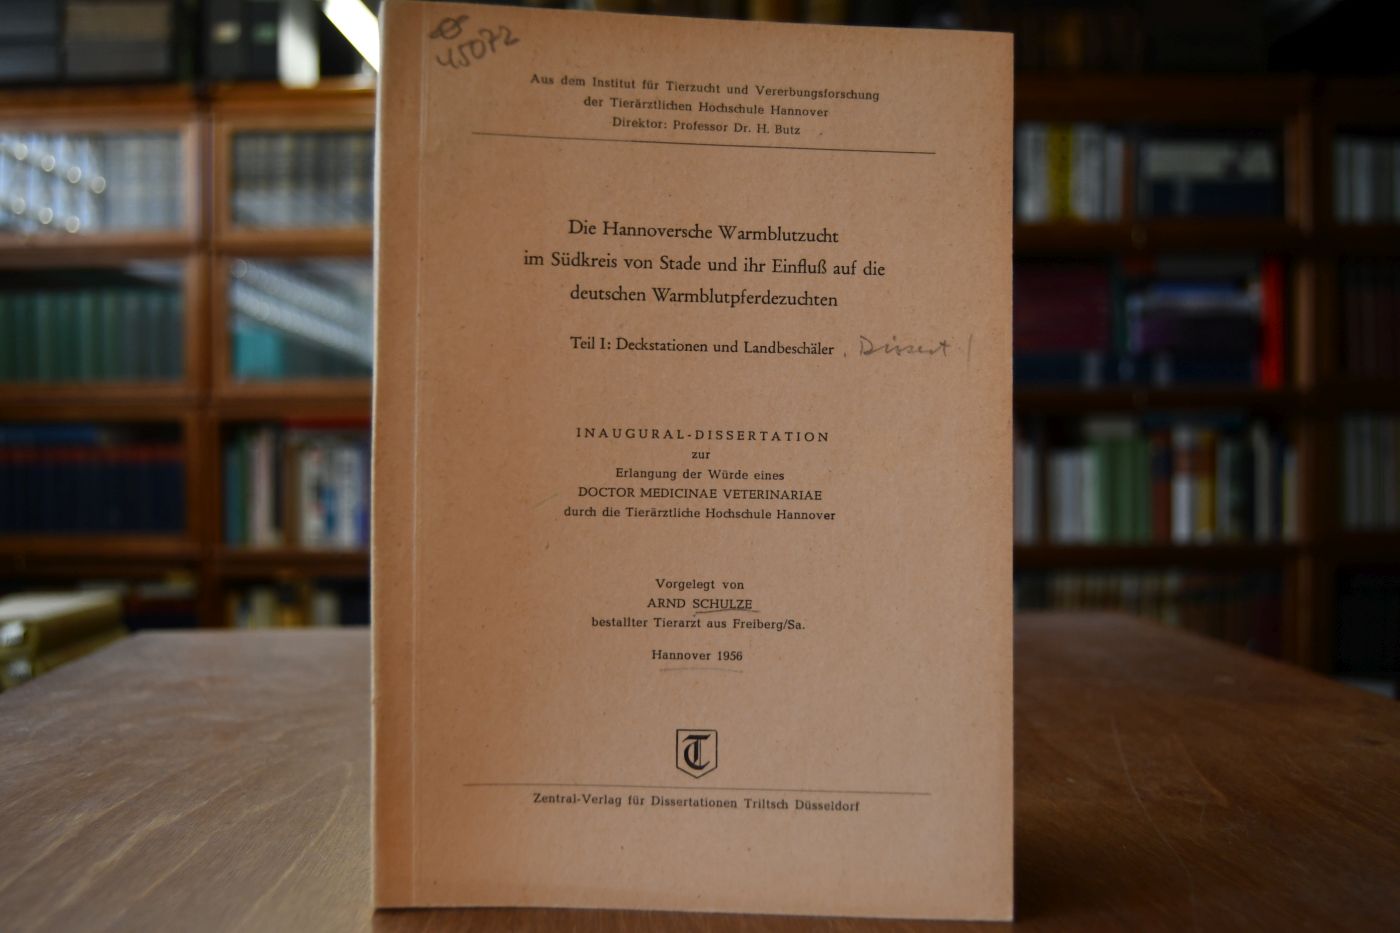 45072
Aus dem Institut für Tierzucht und Vererbungsforschung
der Tierärztlichen Hochschule Hannover
Direktor: Professor Dr. H. Butz
Die Hannoversche Warmblutzucht
im Südkreis von Stade und ihr Einfluß auf die
deutschen Warmblutpferdezuchten
Teil I: Deckstationen und Landbeschäler . Dissert.!
INAUGURAL-DISSERTATION
zur
Erlangung der Würde eines
DOCTOR MEDICINAE VETERINARIAE
durch die Tierärztliche Hochschule Hannover
Vorgelegt von
ARND SCHULZE
bestallter Tierarzt aus Freiberg/Sa.
Hannover 1956
T
Zentral-Verlag für Dissertationen Triltsch Düsseldorf